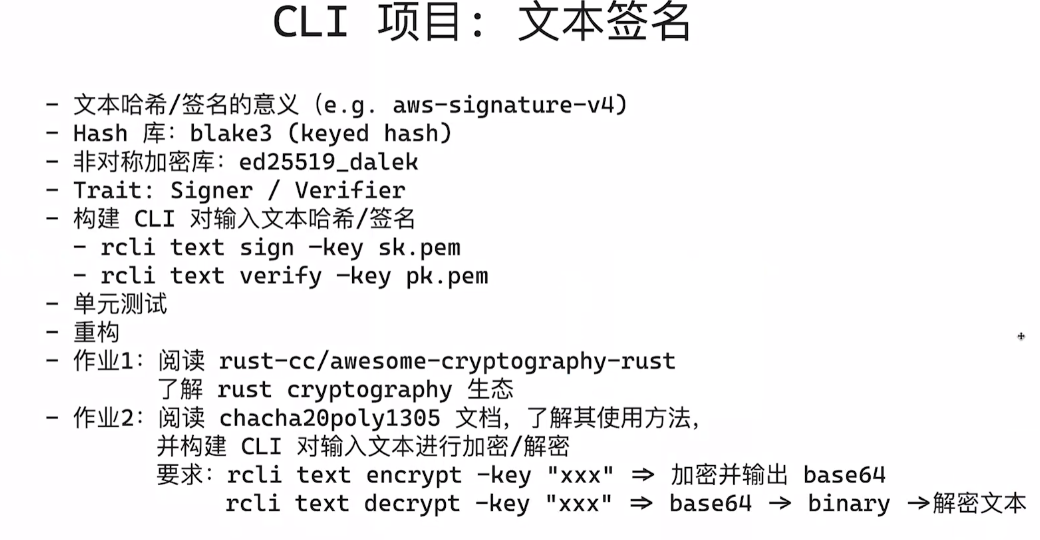 CLI 项目: 文本签名
- 文本哈希/签名的意义 (e.g. aws-signature-v4)
- Hash 库: blake3 (keyed hash)
- 非对称加密库: ed25519_dalek
- Trait: Signer / Verifier
- 构建 CLI 对输入文本哈希/签名
- rcli text sign -key sk.pem
- rcli text verify -key pk.pem
- 单元测试
- 重构
- 作业1: 阅读 rust-cc/awesome-cryptography-rust
了解 rust cryptography 生态
- 作业2: 阅读 chacha20poly1305 文档, 了解其使用方法,
并构建 CLI 对输入文本进行加密/解密
要求: rcli text encrypt -key "xxx" => 加密并输出 base64
rcli text decrypt -key "xxx" => base64 -> binary ->解密文本